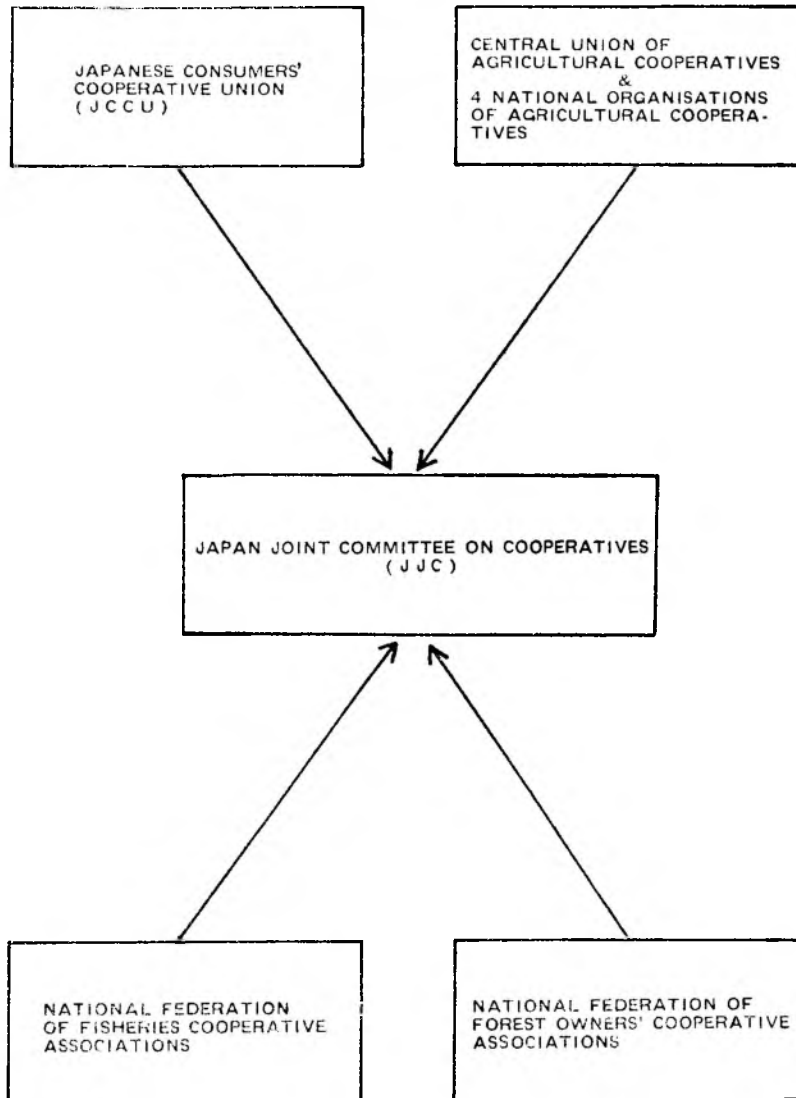 JAPANESE CONSUMERS'
COOPERATIVE UNION
(JCCU)
CENTRAL UNION OF
AGRICULTURAL COOPERATIVES
&
4 NATIONAL ORGANISATIONS
OF AGRICULTURAL COOPERA-
TIVES
JAPAN JOINT COMMITTEE ON COOPERATIVES
(JJC)
NATIONAL FEDERATION
OF FISHERIES COOPERATIVE
ASSOCIATIONS
NATIONAL FEDERATION OF
FOREST OWNERS' COOPERATIVE
ASSOCIATIONS